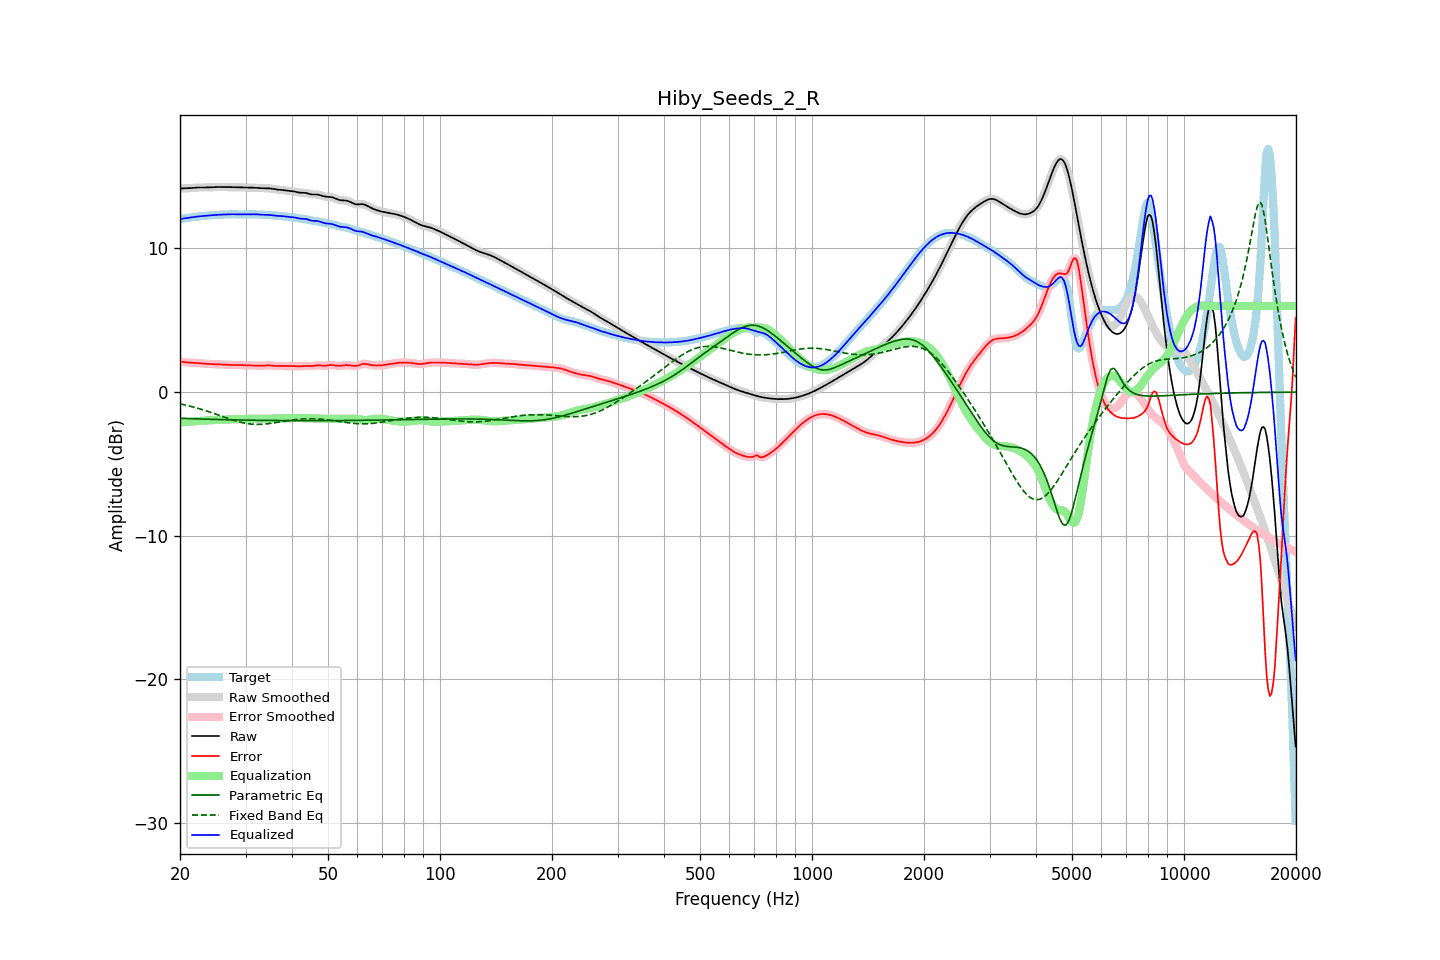 Hiby_Seeds_2_R
Amplitude (dBr)
10
0
−10
−20
−30
Target
Raw Smoothed
Error Smoothed
Raw
Error
Equalization
Parametric Eq
Fixed Band Eq
Equalized
20 50 100 200 500 1000 2000 5000 10000 20000
Frequency (Hz)